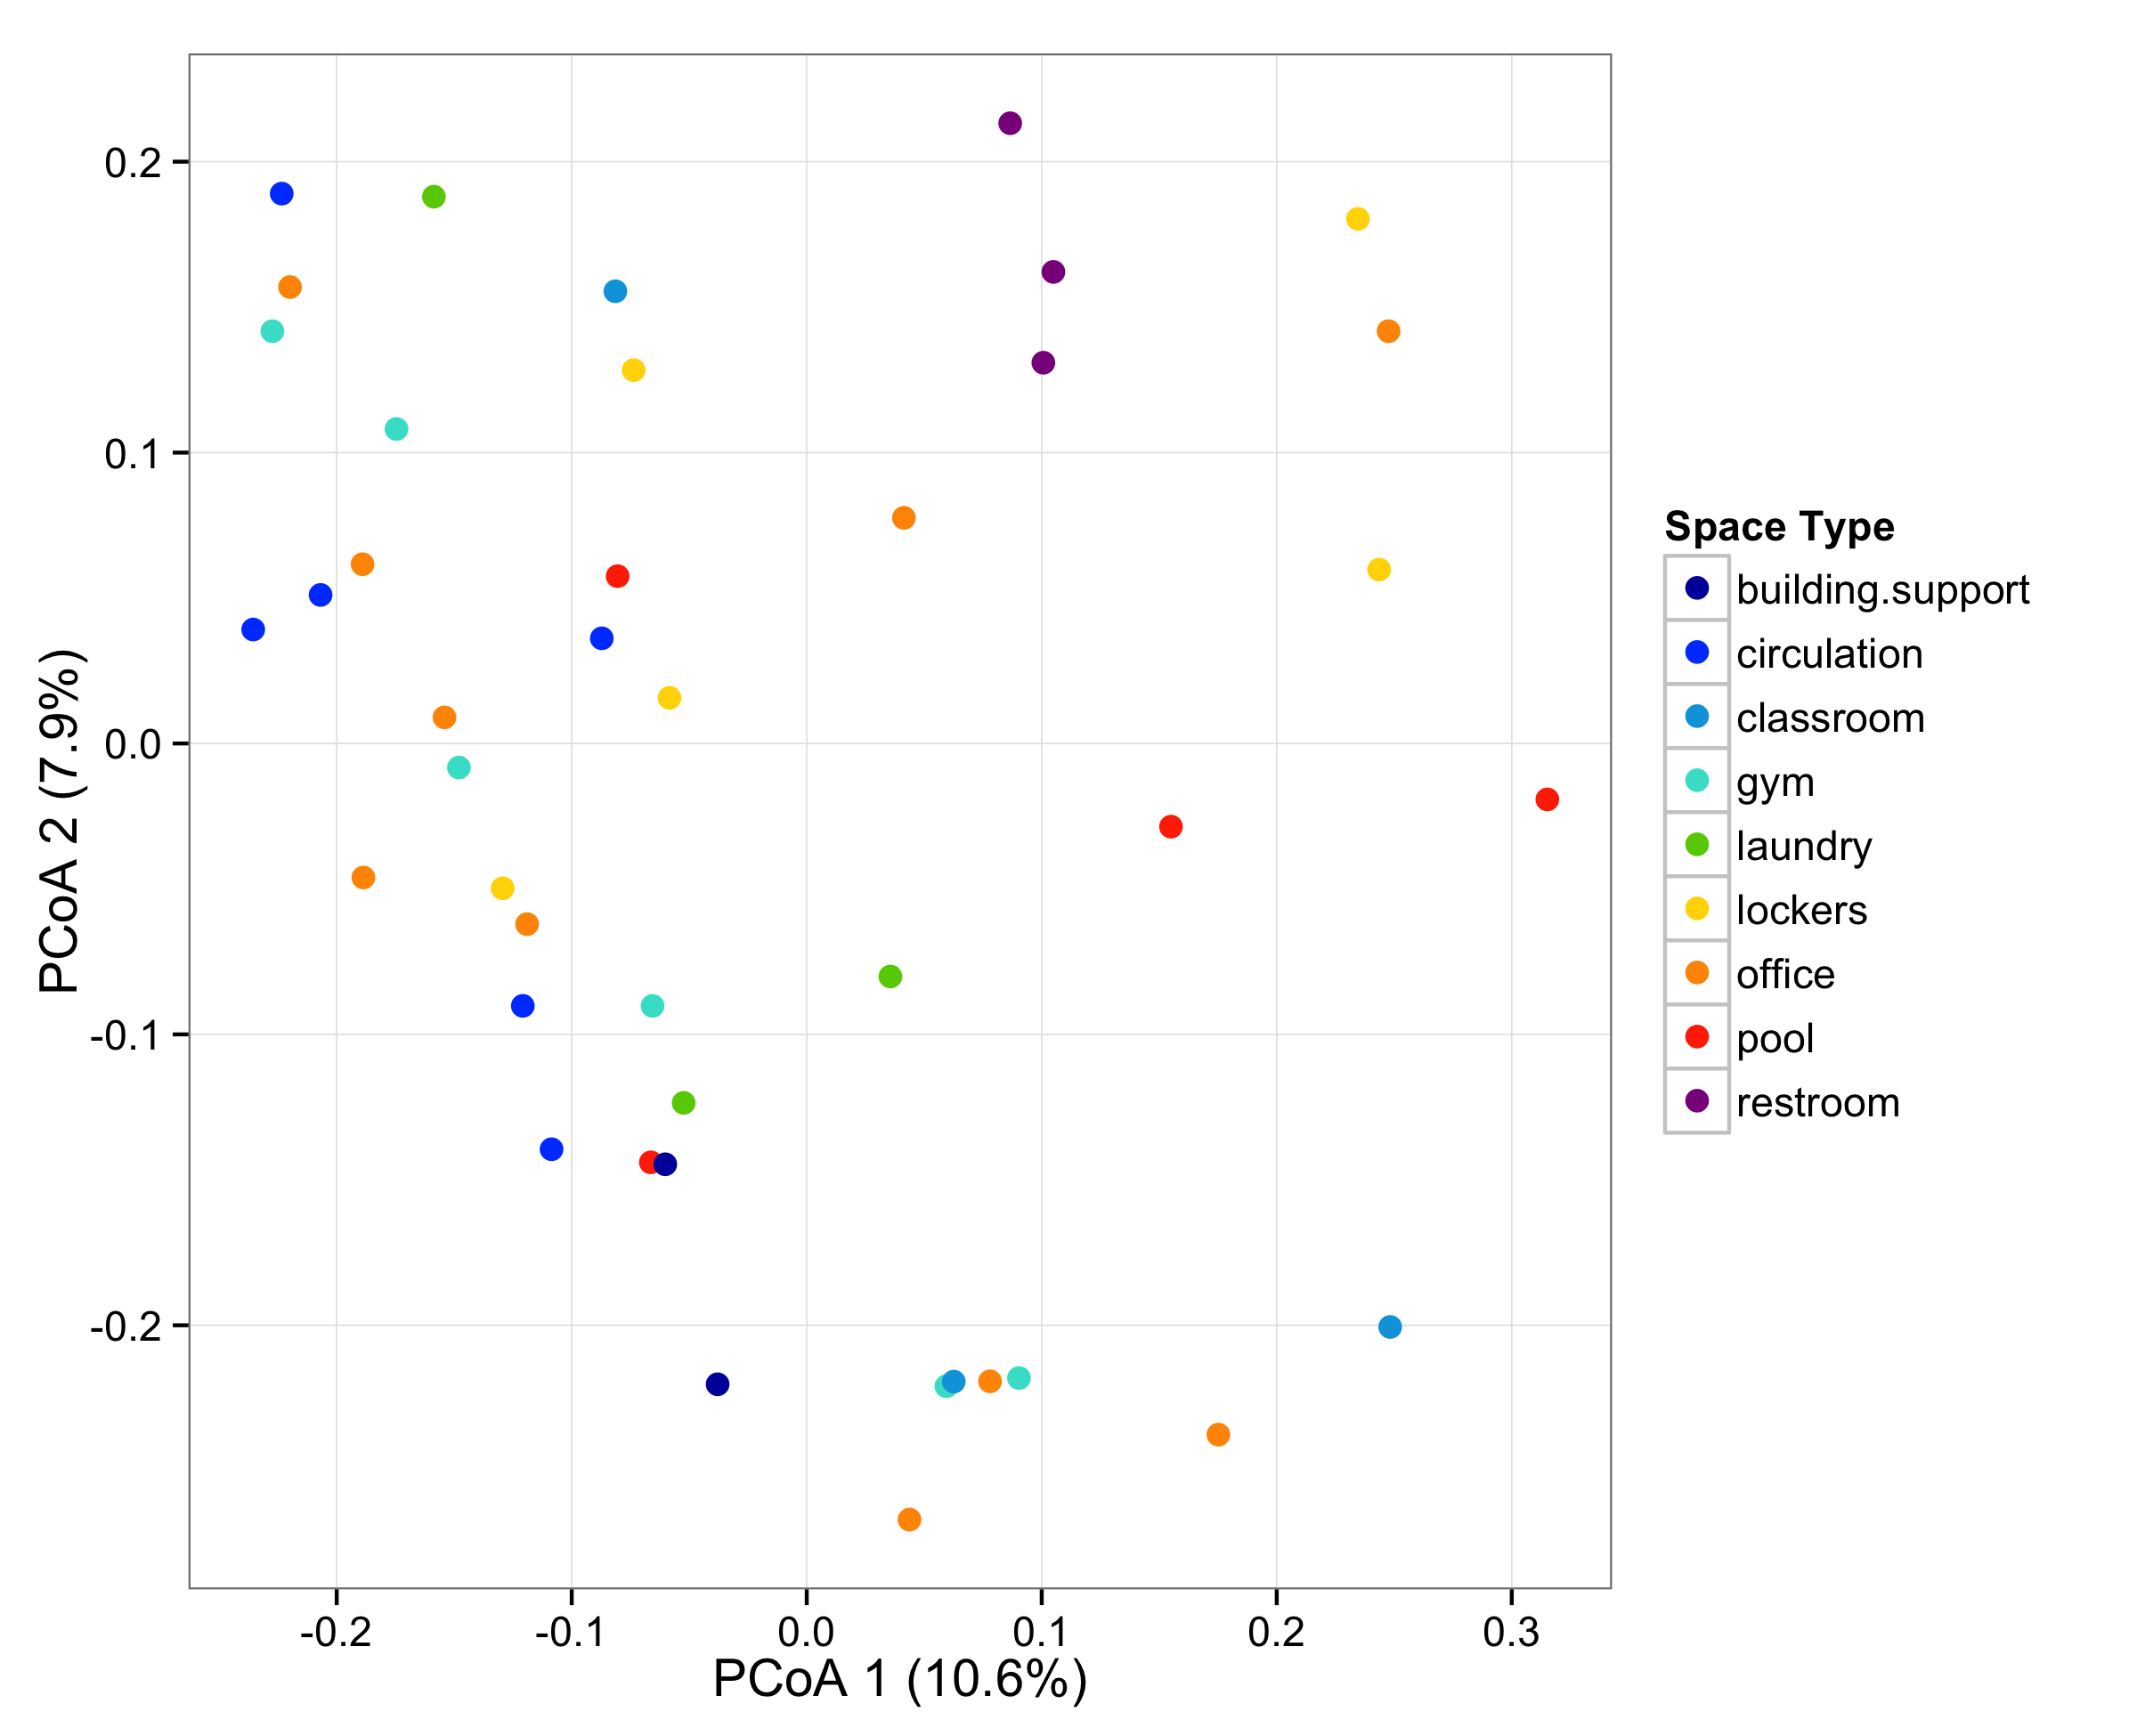 0.2
0.1
0.0
-0.1
-0.2
PCoA 2 (7.9%)
-0.2 -0.1 0.0 0.1 0.2 0.3
PCoA 1 (10.6%)
Space Type
building.support
circulation
classroom
gym
laundry
lockers
office
pool
restroom